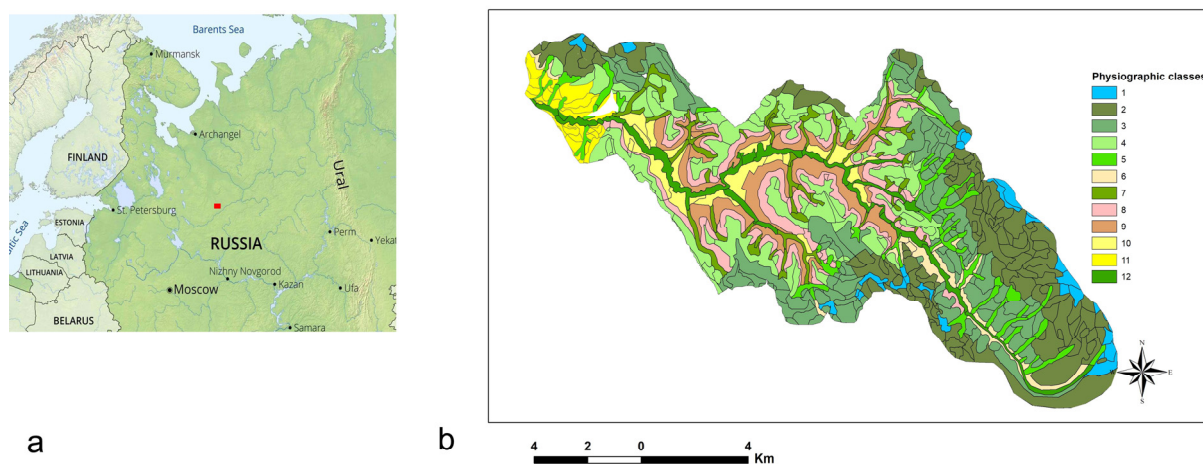 Barents Sea
Murmansk
Archangel
FINLAND
Ural
St. Petersburg
ESTONIA
RUSSIA
Perm
Yekat
ltic Sea
LATVIA
LITHUANIA
Nizhny Novgorod
Kazan
Ufa
Moscow
BELARUS
Samara
a
Physiographic classes
1
2
3
4
5
6
7
8
9
10
11
12
N
W
E
S
b
4 2 0 4
Km